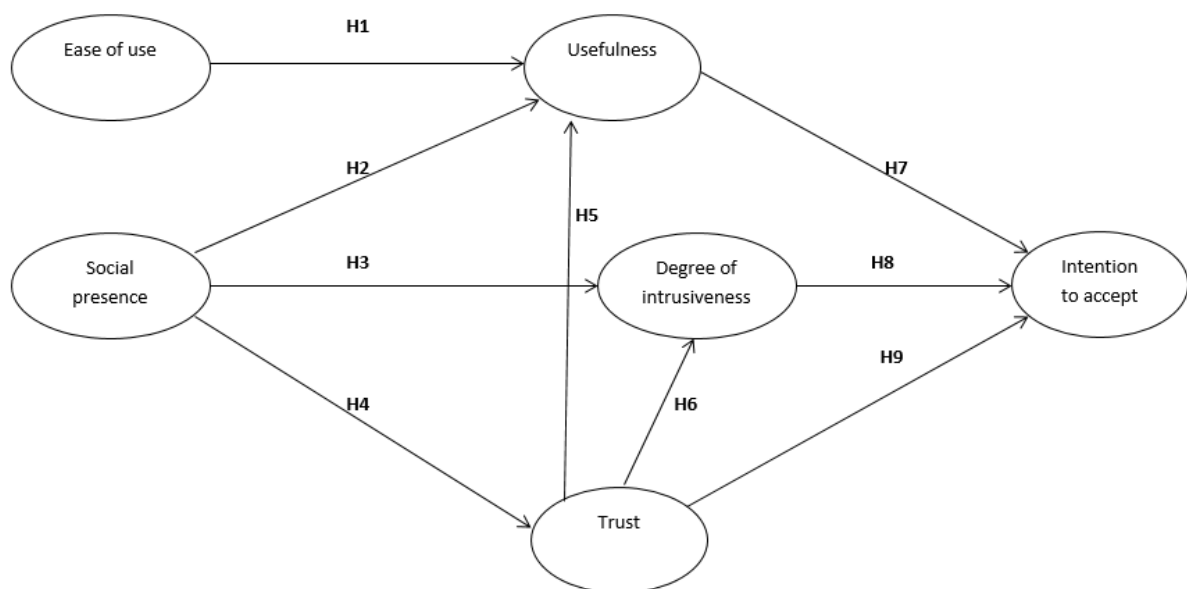 H1
Ease of use
Usefulness
H2
H7
H5
Social
presence
H3
Degree of
intrusiveness
H8
Intention
to accept
H9
H4
H6
Trust